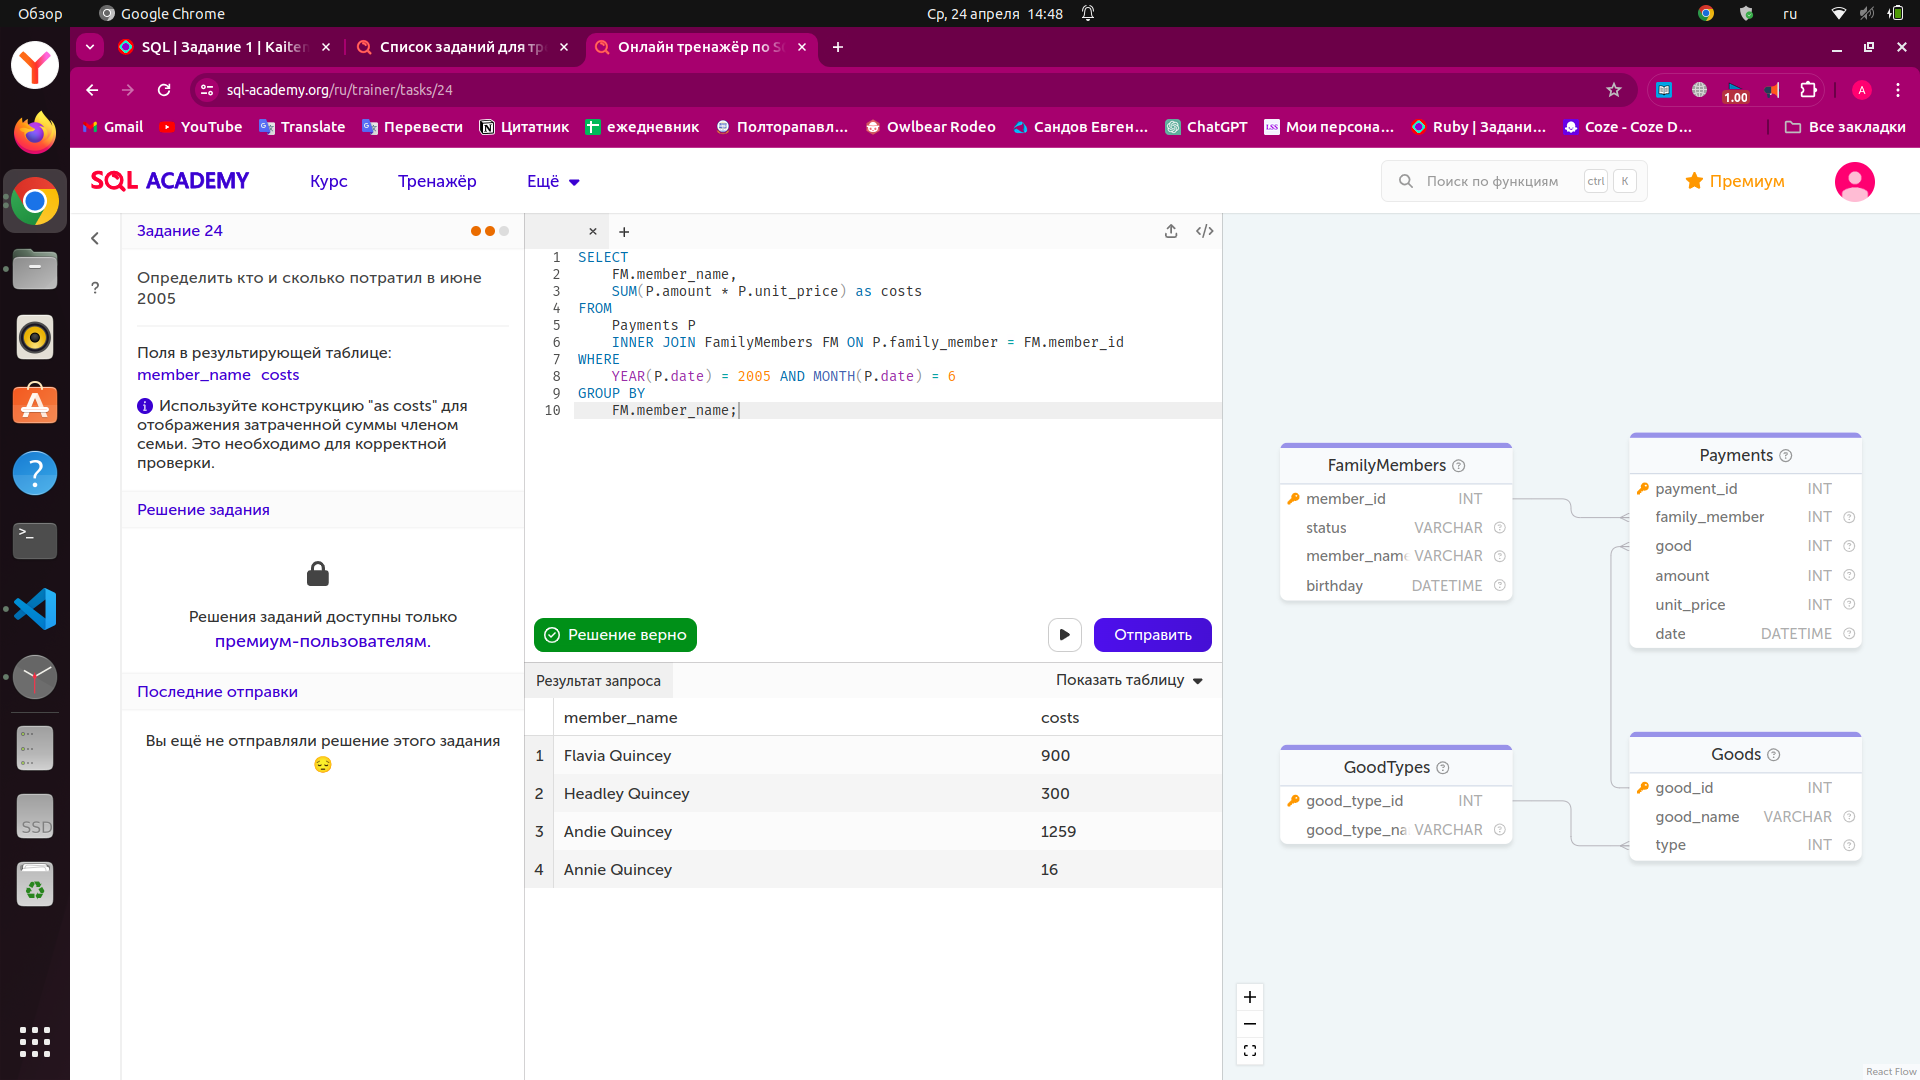 Обзор
Google Chrome
Ср, 24 апреля 14:48
ru
SQL | Задание 1 | Kaiten
Список заданий для тр
Онлайн тренажёр по S
sql-academy.org/ru/trainer/tasks/24
1.00
A
Gmail
YouTube
Translate
Перевести
Цитатник
ежедневник
Полторапавл...
Owlbear Rodeo
Сандов Евген...
ChatGPT
Мои персона...
Ruby | Задани...
Coze - Coze D...
Все закладки
SQL ACADEMY
Курс
Тренажёр
Ещё
Поиск по функциям
ctrl
K
Премиум
Задание 24
?
Определить кто и сколько потратил в июне
2005
Поля в результирующей таблице:
member_name costs
Используйте конструкцию "as costs" для
отображения затраченной суммы членом
семьи. Это необходимо для корректной
проверки.
Решение задания
Решения заданий доступны только
премиум-пользователям.
Последние отправки
Вы ещё не отправляли решение этого задания
1 SELECT
2 FM.member_name,
3 SUM(P.amount * P.unit_price) as costs
4 FROM
5 Payments P
6 INNER JOIN FamilyMembers FM ON P.family_member = FM.member_id
7 WHERE
8 YEAR(P.date) = 2005 AND MONTH(P.date) = 6
9 GROUP BY
10 FM.member_name;
Решение верно
Отправить
Результат запроса
Показать таблицу
member_name costs
1 Flavia Quincey 900
2 Headley Quincey 300
3 Andie Quincey 1259
4 Annie Quincey 16
FamilyMembers
member_id INT
status VARCHAR
member_name VARCHAR
birthday DATETIME
Payments
payment_id INT
family_member INT
good INT
amount INT
unit_price INT
date DATETIME
GoodTypes
good_type_id INT
good_type_na VARCHAR
Goods
good_id INT
good_name VARCHAR
type INT
SSD
React Flow